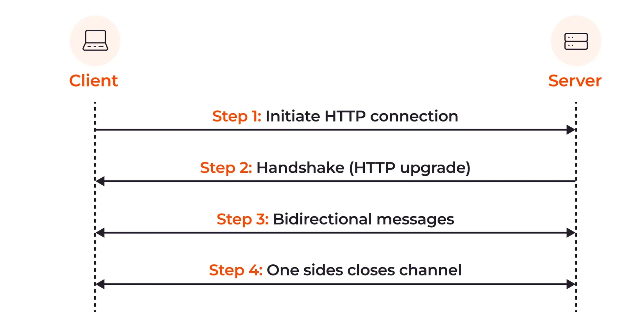 Client
Server
Step 1: Initiate HTTP connection
Step 2: Handshake (HTTP upgrade)
Step 3: Bidirectional messages
Step 4: One sides closes channel